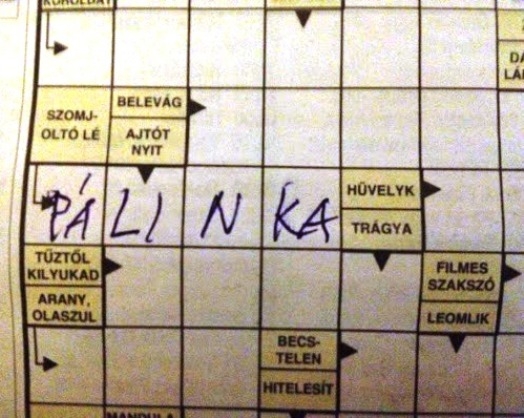 BELEVÁG
SZOMJ-
OLTÓ LÉ
AJTÓT
NYIT
PÁLINKA
HÜVELYK
TRÁGYA
TŰZTŐL
KILYUKAD
FILMES
SZAKSZÓ
ARANY,
OLASZUL
LEOMLIK
BECS-
TELEN
HITELESÍT